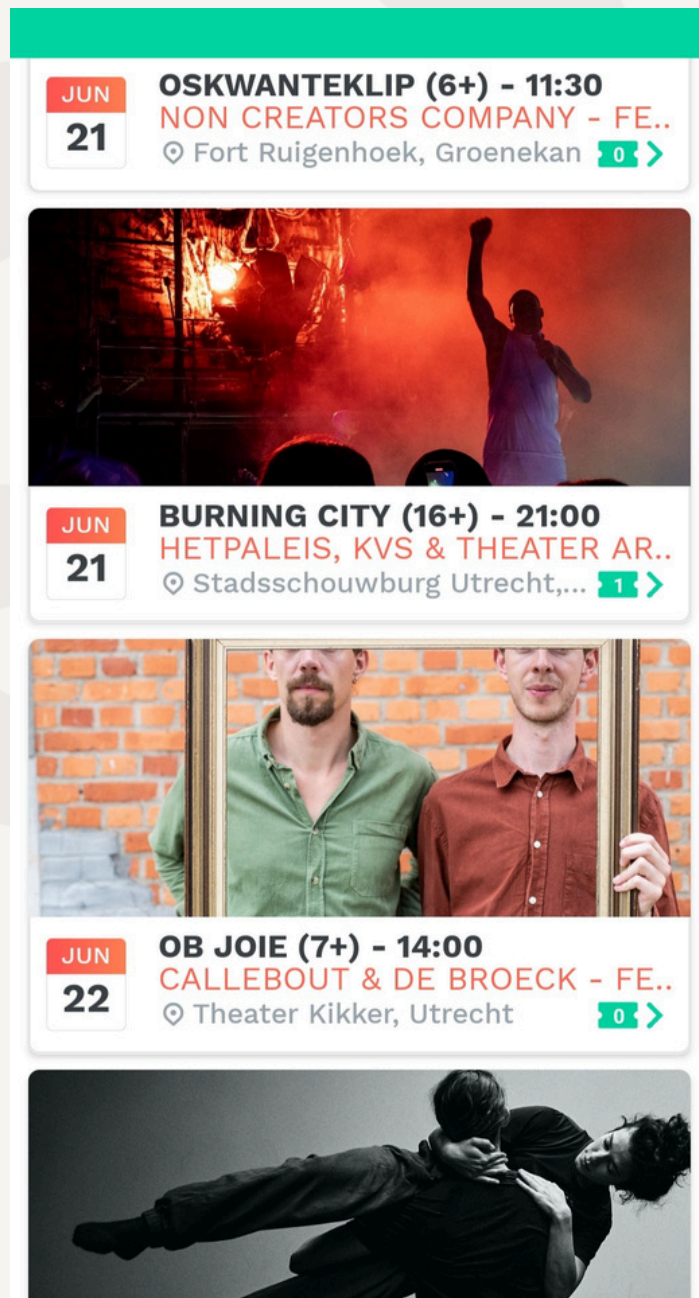 JUN
21
OSKWANTEKLIP (6+) - 11:30
NON CREATORS COMPANY - FE..
Fort Ruigenhoek, Groenekan
0
JUN
21
BURNING CITY (16+) - 21:00
HETPALEIS, KVS & THEATER AR..
Stadsschouwburg Utrecht,...
1
JUN
22
OB JOIE (7+) - 14:00
CALLEBOUT & DE BROECK - FE..
Theater Kikker, Utrecht
0